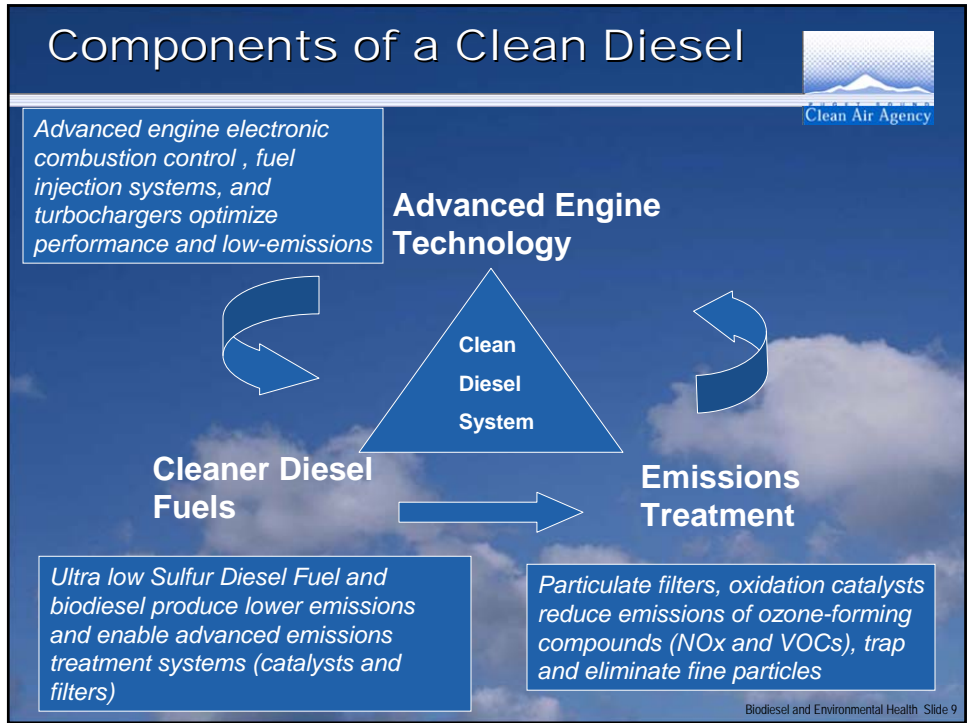 Components of a Clean Diesel
PUGET SOUND
Clean Air Agency
Advanced engine electronic
combustion control , fuel
injection systems, and
turbochargers optimize
performance and low-emissions
Advanced Engine
Technology
Clean
Diesel
System
Cleaner Diesel
Fuels
Emissions
Treatment
Ultra low Sulfur Diesel Fuel and
biodiesel produce lower emissions
and enable advanced emissions
treatment systems (catalysts and
filters)
Particulate filters, oxidation catalysts
reduce emissions of ozone-forming
compounds (NOx and VOCs), trap
and eliminate fine particles
Biodiesel and Environmental Health Slide 9